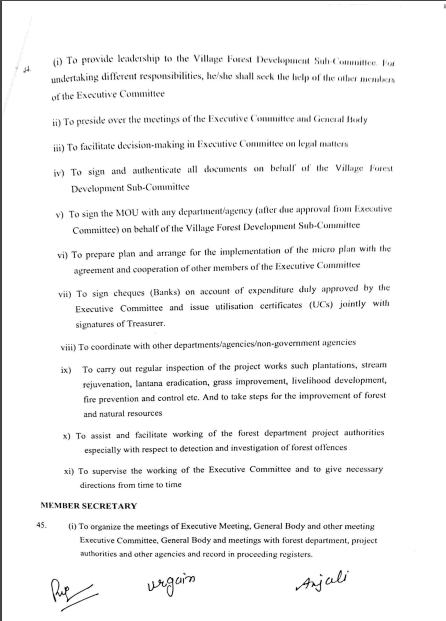 (i) To provide leadership to the Village Forest Development Sub-Committee. For
undertaking different responsibilities, he/she shall seek the help of the other members
of the Executive Committee
ii) To preside over the meetings of the Executive Committee and General Body
iii) To facilitate decision-making in Executive Committee on legal matters
iv) To sign and authenticate all documents on behalf of the Village Forest
Development Sub-Committee
v) To sign the MOU with any department/agency (after due approval from Executive
Committee) on behalf of the Village Forest Development Sub-Committee
vi) To prepare plan and arrange for the implementation of the micro plan with the
agreement and cooperation of other members of the Executive Committee
vii) To sign cheques (Banks) on account of expenditure duly approved by the
Executive Committee and issue utilisation certificates (UCs) jointly with
signatures of Treasurer.
viii) To coordinate with other departments/agencies/non-government agencies
ix) To carry out regular inspection of the project works such plantations, stream
rejuvenation, lantana eradication, grass improvement, livelihood development,
fire prevention and control etc. And to take steps for the improvement of forest
and natural resources
x) To assist and facilitate working of the forest department project authorities
especially with respect to detection and investigation of forest offences
xi) To supervise the working of the Executive Committee and to give necessary
directions from time to time
MEMBER SECRETARY
45. (i) To organize the meetings of Executive Meeting, General Body and other meeting
Executive Committee, General Body and meetings with forest department, project
authorities and other agencies and record in proceeding registers.
urgain Anjali